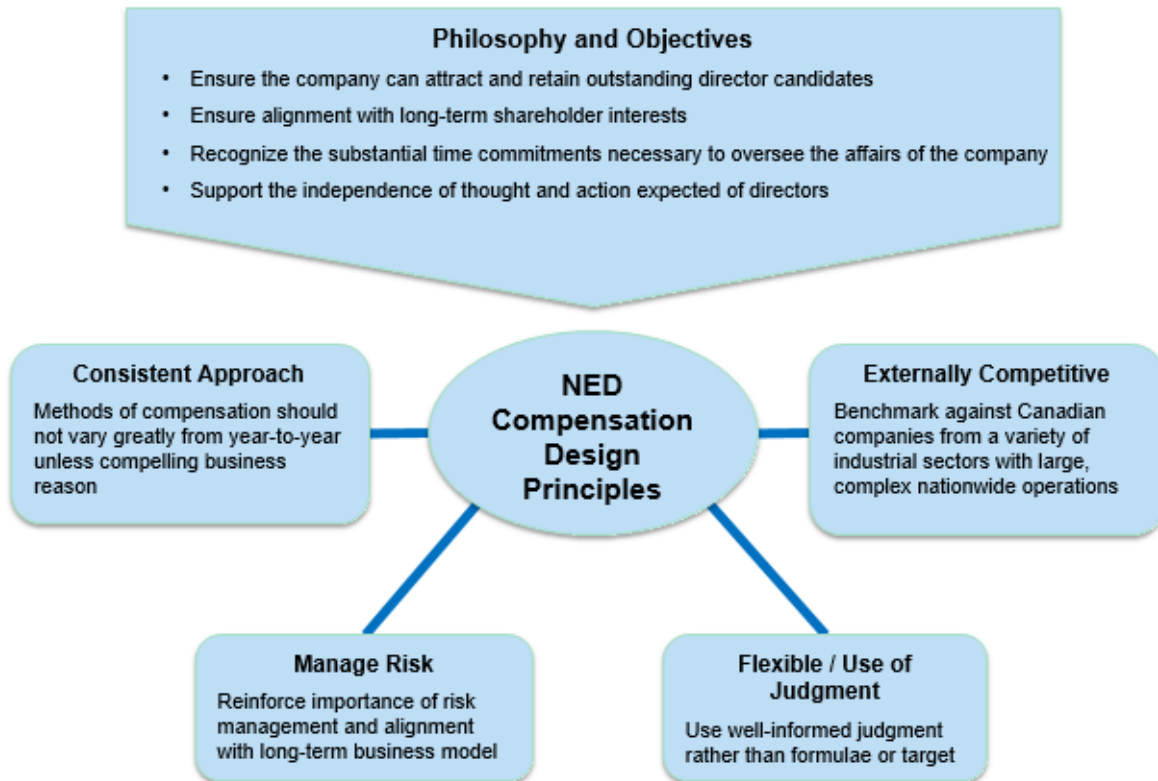 Philosophy and Objectives
• Ensure the company can attract and retain outstanding director candidates
• Ensure alignment with long-term shareholder interests
• Recognize the substantial time commitments necessary to oversee the affairs of the company
• Support the independence of thought and action expected of directors
NED
Compensation
Design
Principles
Consistent Approach
Methods of compensation should
not vary greatly from year-to-year
unless compelling business
reason
Externally Competitive
Benchmark against Canadian
companies from a variety of
industrial sectors with large,
complex nationwide operations
Manage Risk
Reinforce importance of risk
management and alignment
with long-term business model
Flexible / Use of
Judgment
Use well-informed judgment
rather than formulae or target